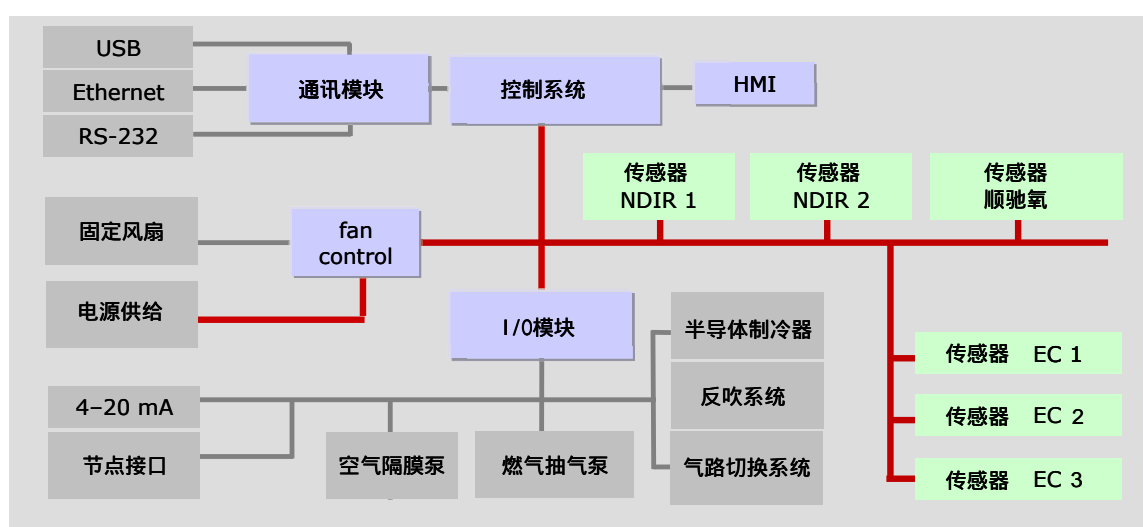 USB
Ethernet
RS-232
通讯模块
控制系统
HMI
传感器
NDIR 1
传感器
NDIR 2
传感器
顺驰氧
固定风扇
fan
control
电源供给
I/0模块
半导体制冷器
反吹系统
气路切换系统
4–20 mA
节点接口
空气隔膜泵
燃气抽气泵
传感器 EC 1
传感器 EC 2
传感器 EC 3